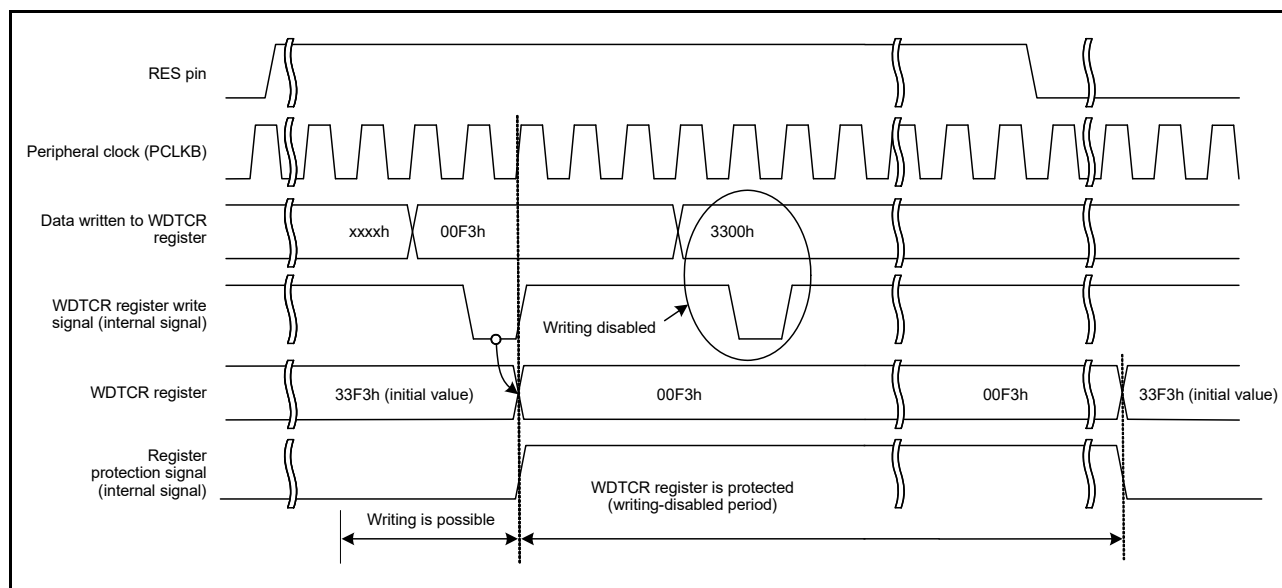 RES pin
Peripheral clock (PCLKB)
Data written to WDTCR
register
xxxxh
00F3h
3300h
WDTCR register write
signal (internal signal)
Writing disabled
WDTCR register
33F3h (initial value)
00F3h
00F3h
33F3h (initial value)
Register
protection signal
(internal signal)
WDTCR register is protected
(writing-disabled period)
Writing is possible